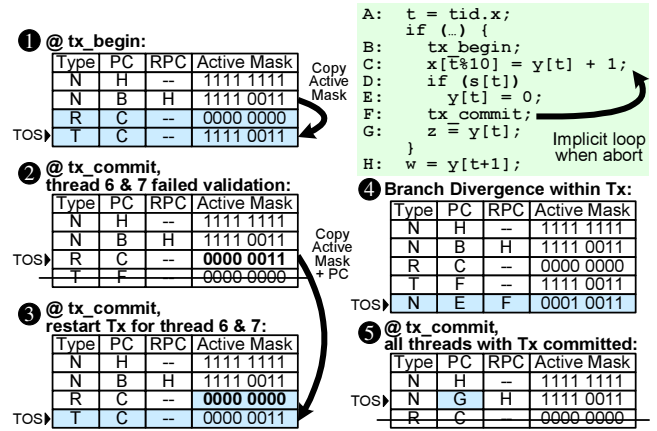 A: t = tid.x;
if (…) {
B: tx_begin;
C: x[t%10] = y[t] + 1;
D: if (s[t])
E: y[t] = 0;
F: tx_commit;
G: z = y[t];
}
H: w = y[t+1];
Implicit loop
when abort
1 @ tx_begin:
Type PC RPC Active Mask
N H -- 1111 1111
N B H 1111 0011
R C -- 0000 0000
TOS T C -- 1111 0011
Copy
Active
Mask
2 @ tx_commit,
thread 6 & 7 failed validation:
Type PC RPC Active Mask
N H -- 1111 1111
N B H 1111 0011
TOS R C -- 0000 0011
T F -- 0000 0000
Copy
Active
Mask
+ PC
3 @ tx_commit,
restart Tx for thread 6 & 7:
Type PC RPC Active Mask
N H -- 1111 1111
N B H 1111 0011
R C -- 0000 0000
TOS T C -- 0000 0011
4 Branch Divergence within Tx:
Type PC RPC Active Mask
N H -- 1111 1111
N B H 1111 0011
R C -- 0000 0000
T F -- 1111 0011
TOS N E F 0001 0011
5 @ tx_commit,
all threads with Tx committed:
Type PC RPC Active Mask
N H -- 1111 1111
TOS N G H 1111 0011
R C -- 0000 0000